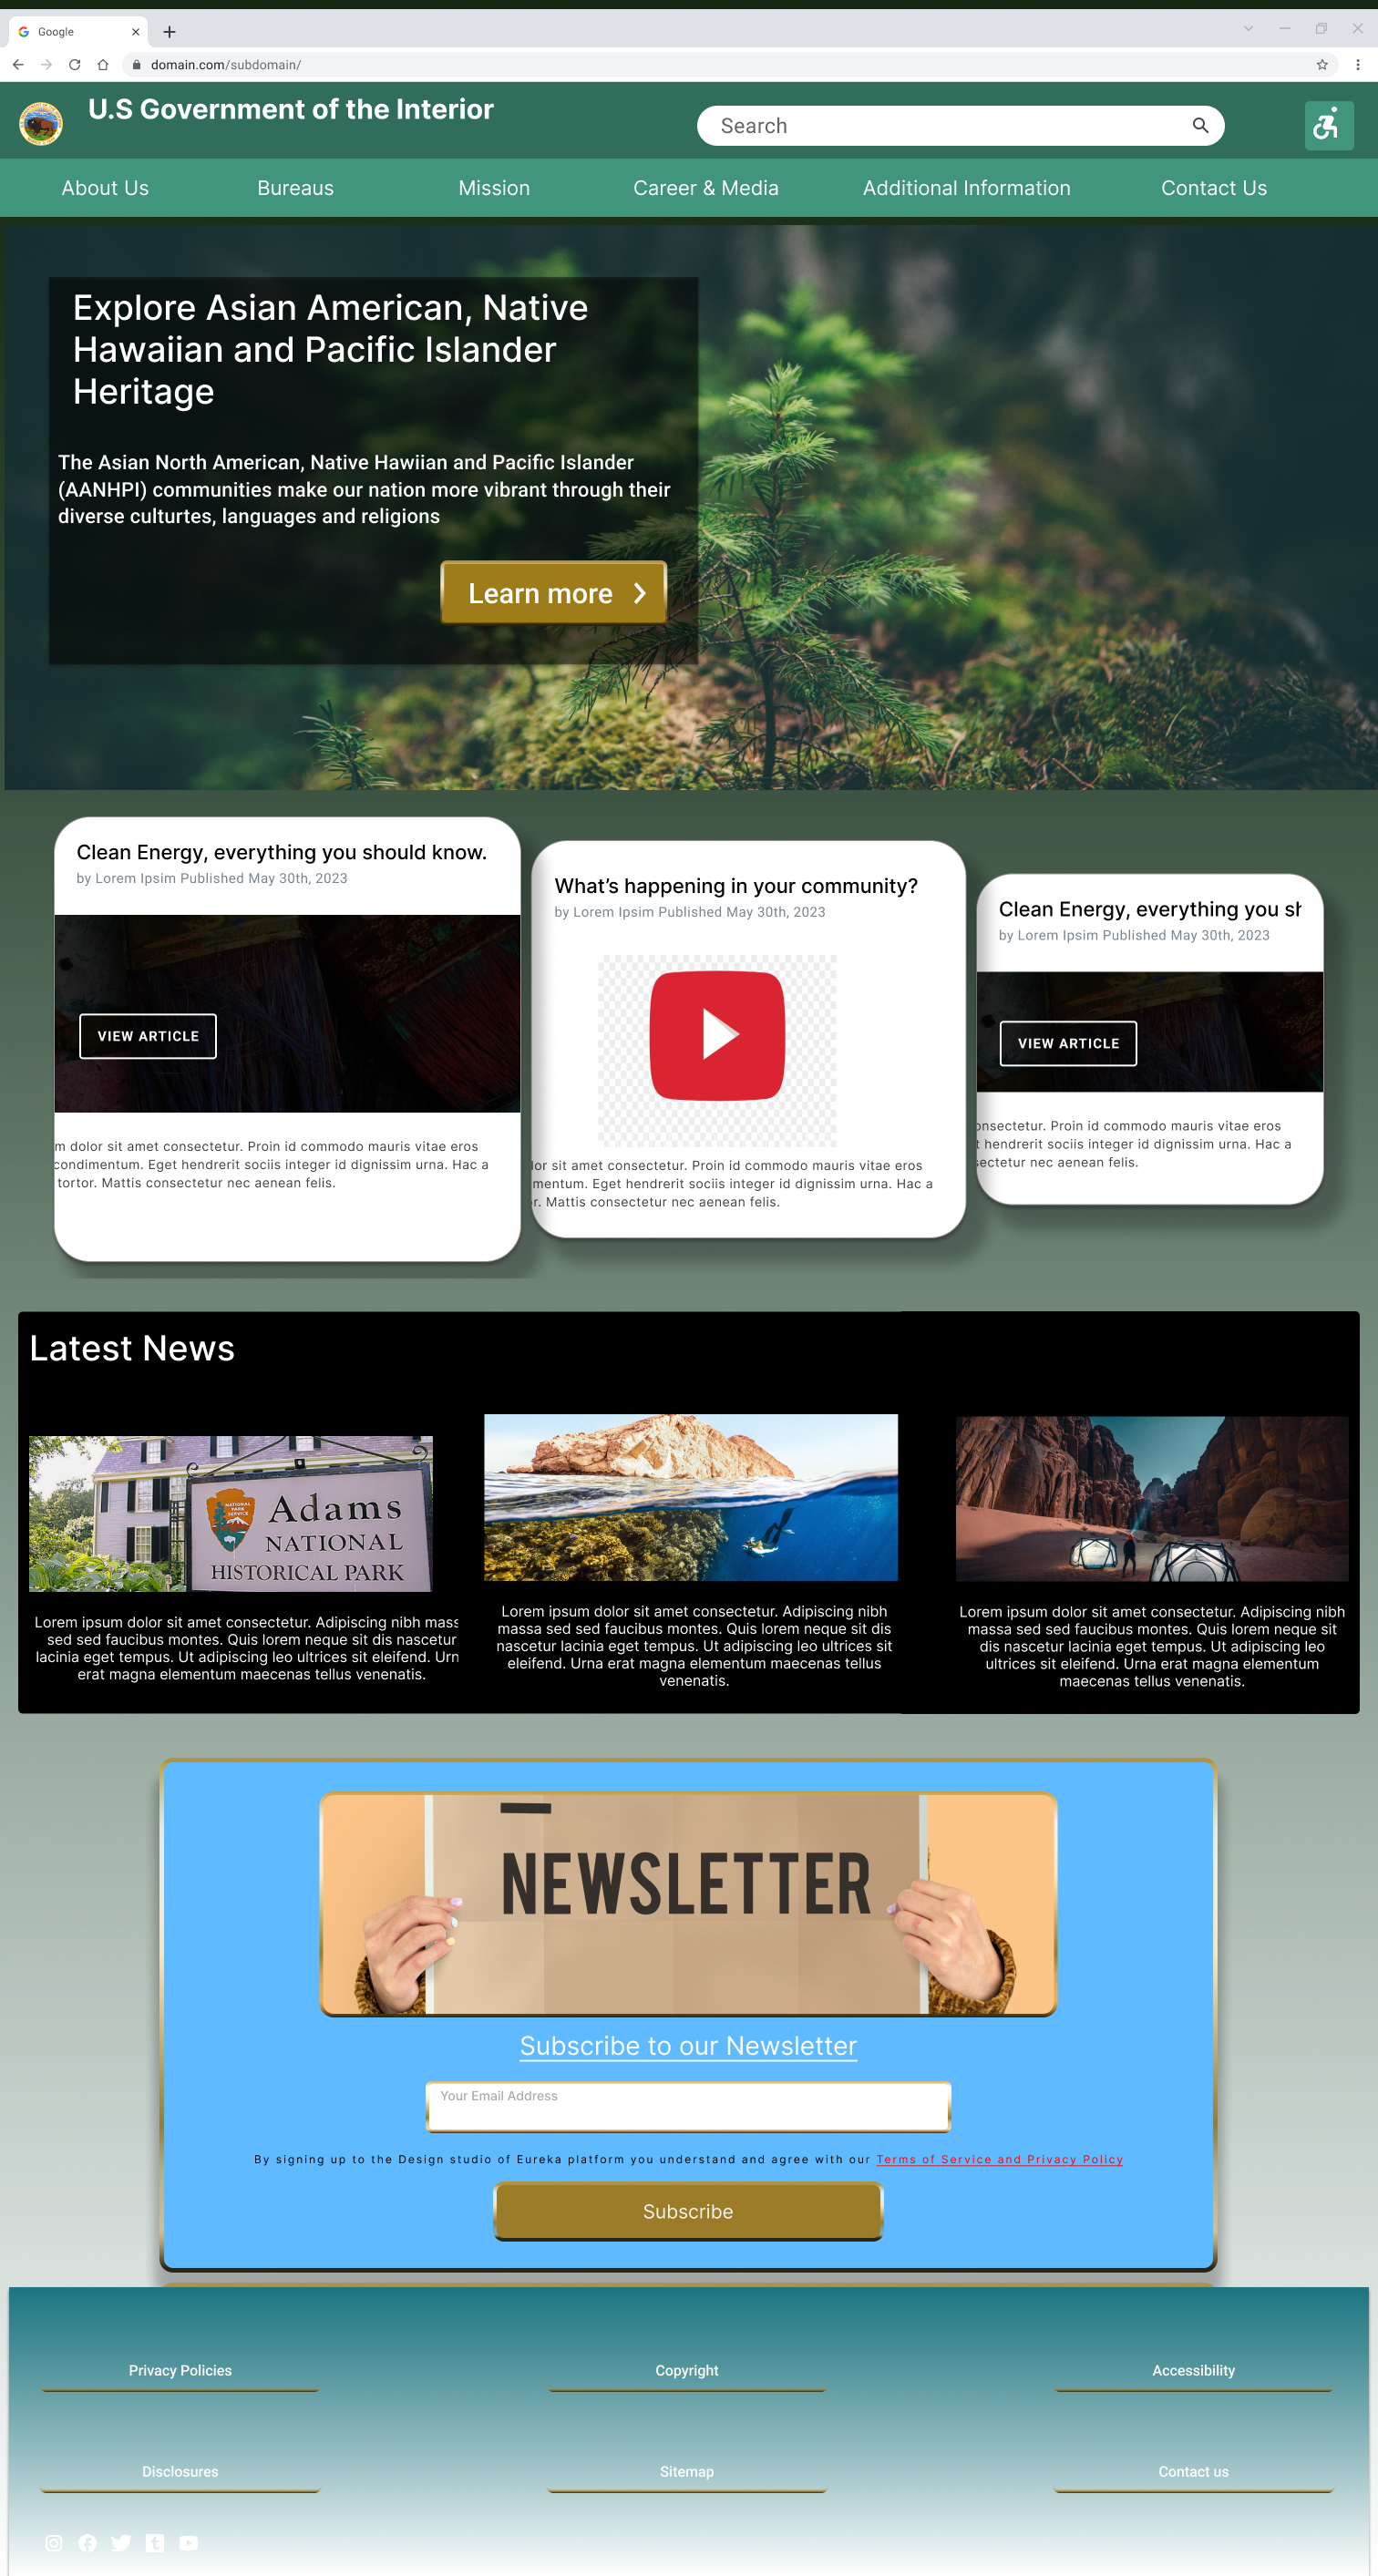 Google
domain.com/subdomain/
U.S Government of the Interior
Search
About Us
Bureaus
Mission
Career & Media
Additional Information
Contact Us
Explore Asian American, Native
Hawaiian and Pacific Islander
Heritage
The Asian North American, Native Hawiian and Pacific Islander
(AANHPI) communities make our nation more vibrant through their
diverse culturtes, languages and religions
Learn more
Clean Energy, everything you should know.
by Lorem Ipsim Published May 30th, 2023
VIEW ARTICLE
m dolor sit amet consectetur. Proin id commodo mauris vitae eros
condimentum. Eget hendrerit sociis integer id dignissim urna. Hac a
tortor. Mattis consectetur nec aenean felis.
What's happening in your community?
by Lorem Ipsim Published May 30th, 2023
lor sit amet consectetur. Proin id commodo mauris vitae eros
mentum. Eget hendrerit sociis integer id dignissim urna. Hac a
r. Mattis consectetur nec aenean felis.
Clean Energy, everything you sh
by Lorem Ipsim Published May 30th, 2023
VIEW ARTICLE
onsectetur. Proin id commodo mauris vitae eros
t hendrerit sociis integer id dignissim urna. Hac a
sectetur nec aenean felis.
Latest News
NATIONAL
PARK
SERVICE
Adams
NATIONAL
HISTORICAL PARK
Lorem ipsum dolor sit amet consectetur. Adipiscing nibh mass
sed sed faucibus montes. Quis lorem neque sit dis nascetur
lacinia eget tempus. Ut adipiscing leo ultrices sit eleifend. Urn
erat magna elementum maecenas tellus venenatis.
Lorem ipsum dolor sit amet consectetur. Adipiscing nibh
massa sed sed faucibus montes. Quis lorem neque sit dis
nascetur lacinia eget tempus. Ut adipiscing leo ultrices sit
eleifend. Urna erat magna elementum maecenas tellus
venenatis.
Lorem ipsum dolor sit amet consectetur. Adipiscing nibh
massa sed sed faucibus montes. Quis lorem neque sit
dis nascetur lacinia eget tempus. Ut adipiscing leo
ultrices sit eleifend. Urna erat magna elementum
maecenas tellus venenatis.
NEWSLETTER
Subscribe to our Newsletter
Your Email Address
By signing up to the Design studio of Eureka platform you understand and agree with our Terms of Service and Privacy Policy
Subscribe
Privacy Policies
Copyright
Accessibility
Disclosures
Sitemap
Contact us